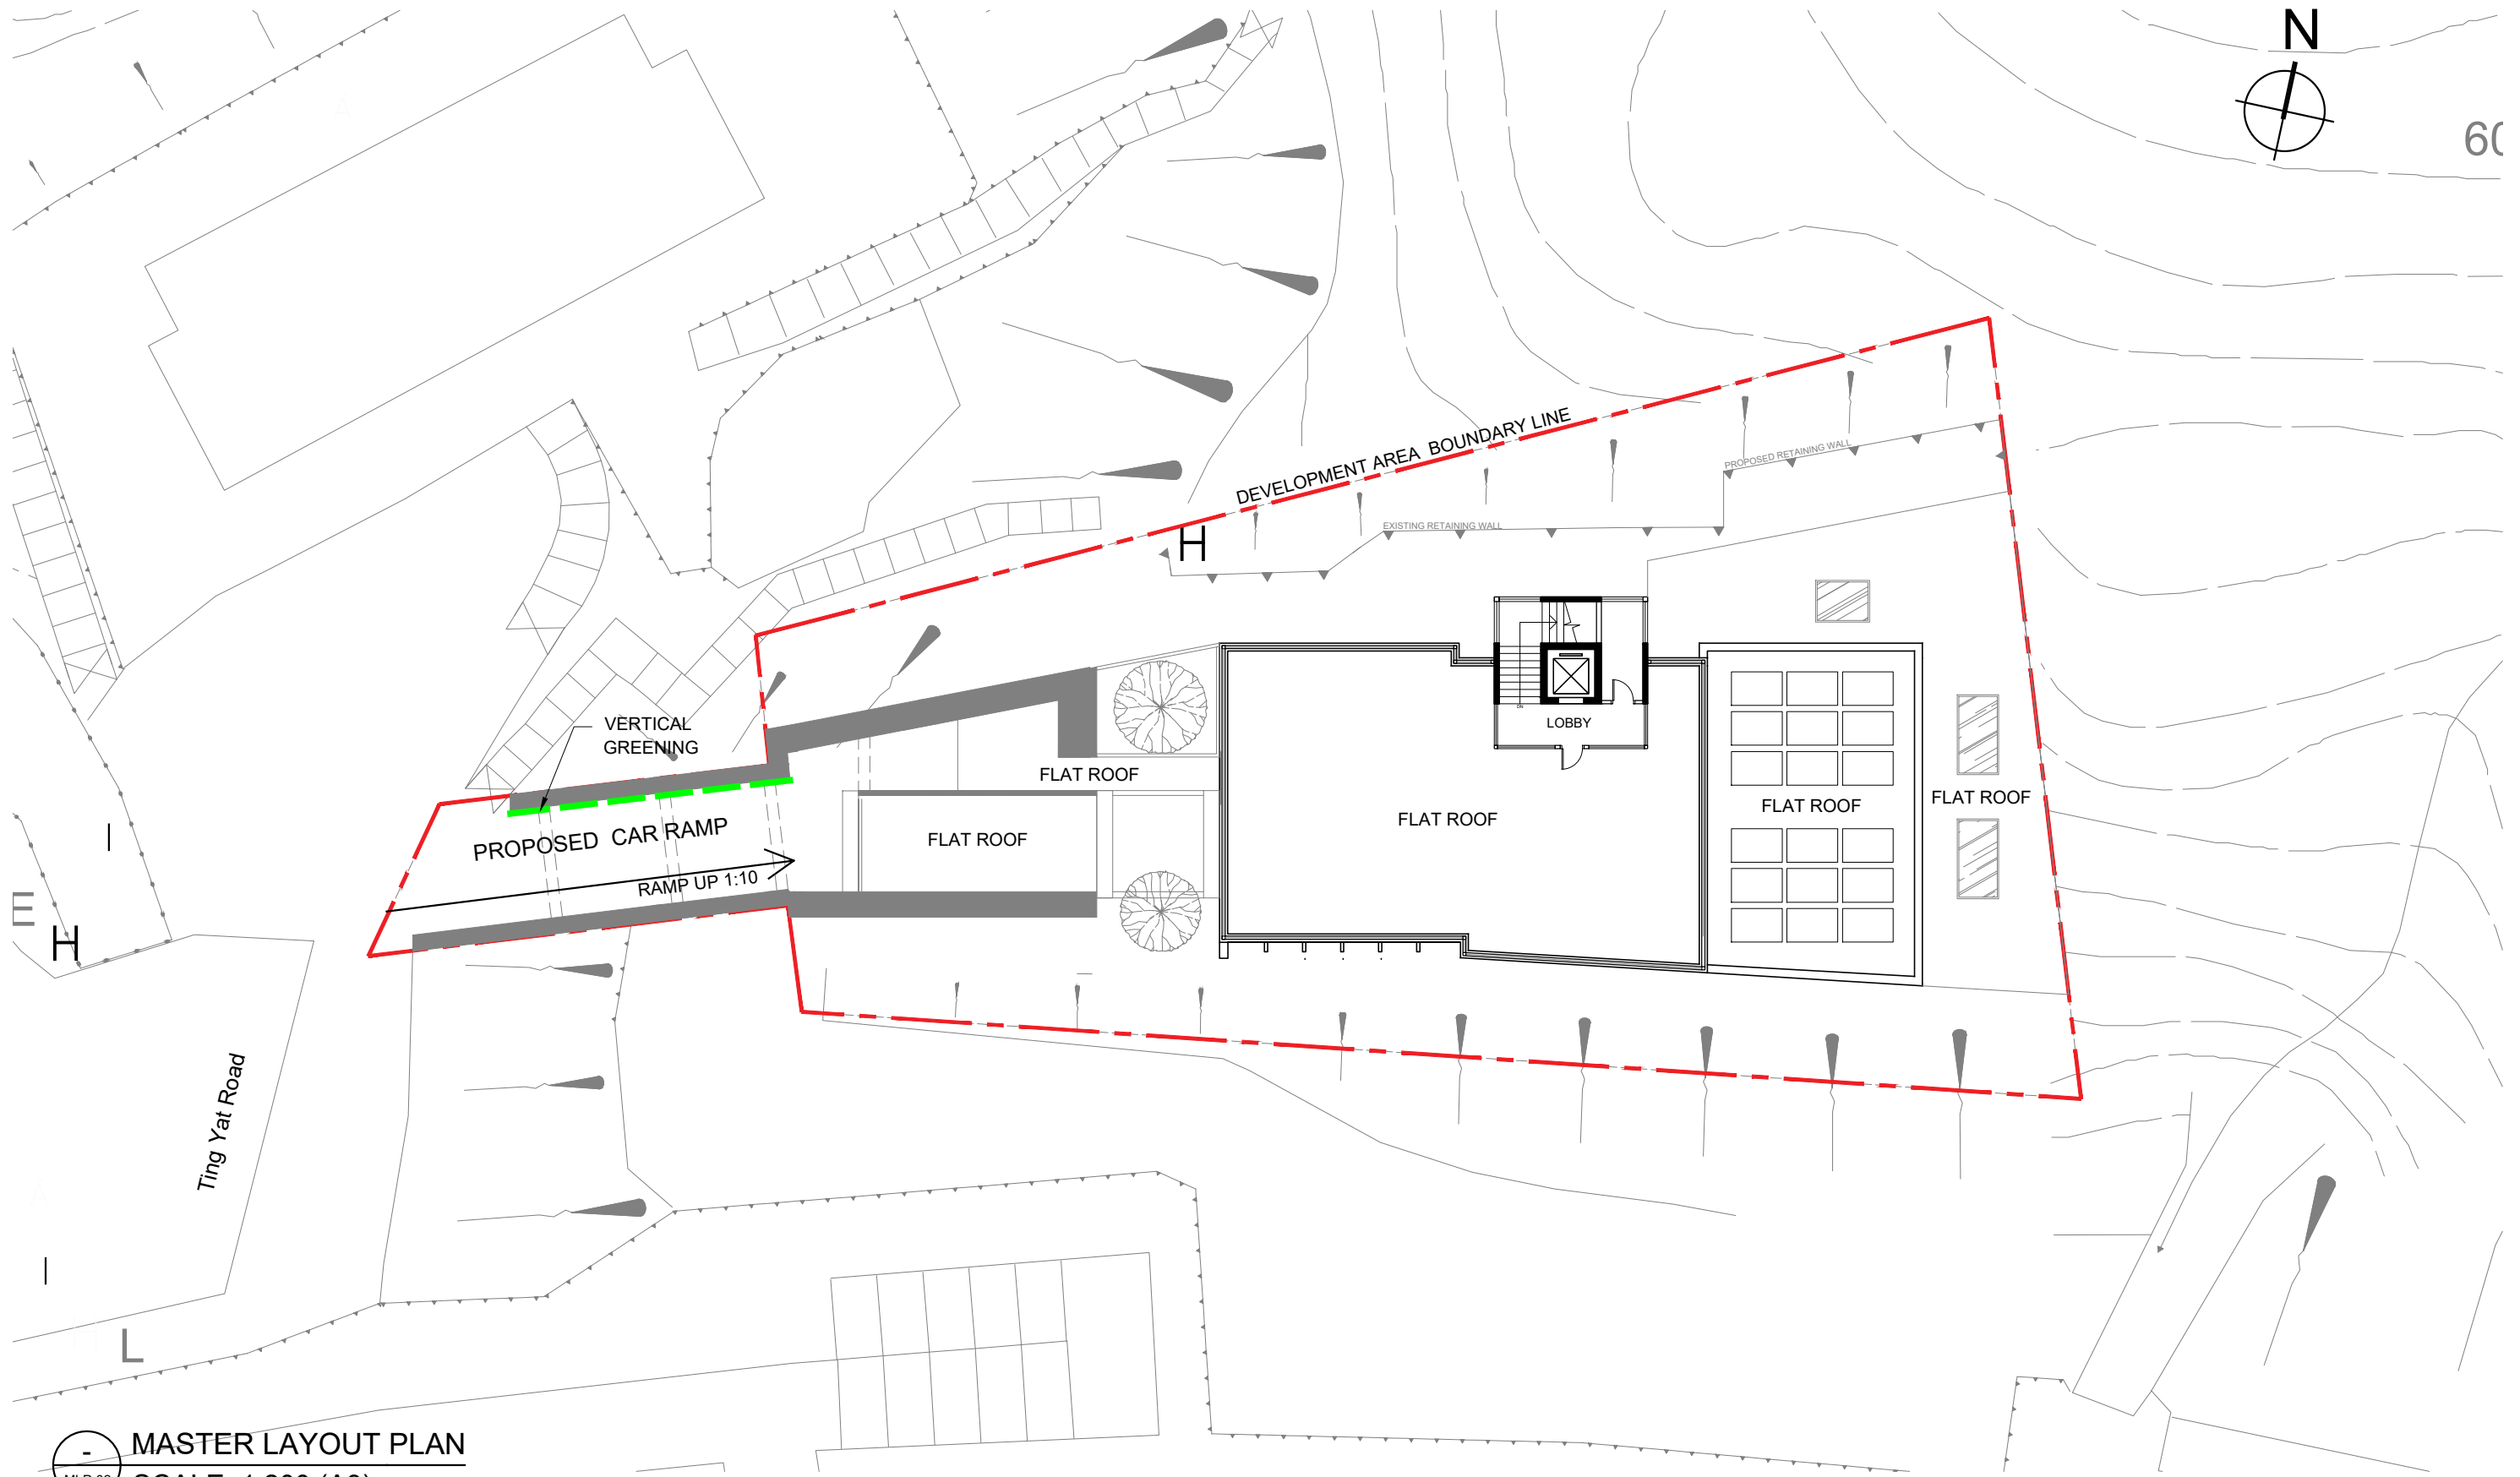 N
60
DEVELOPMENT AREA  BOUNDARY LINE
PROPOSED RETAINING WALL
EXISTING RETAINING WALL
H
VERTICAL
GREENING
LOBBY
DN
FLAT ROOF
FLAT ROOF
FLAT ROOF
FLAT ROOF
FLAT ROOF
PROPOSED  CAR RAMP
RAMP UP 1:10
I
E
H
Ting Yat Road
I
L
-
MASTER LAYOUT PLAN